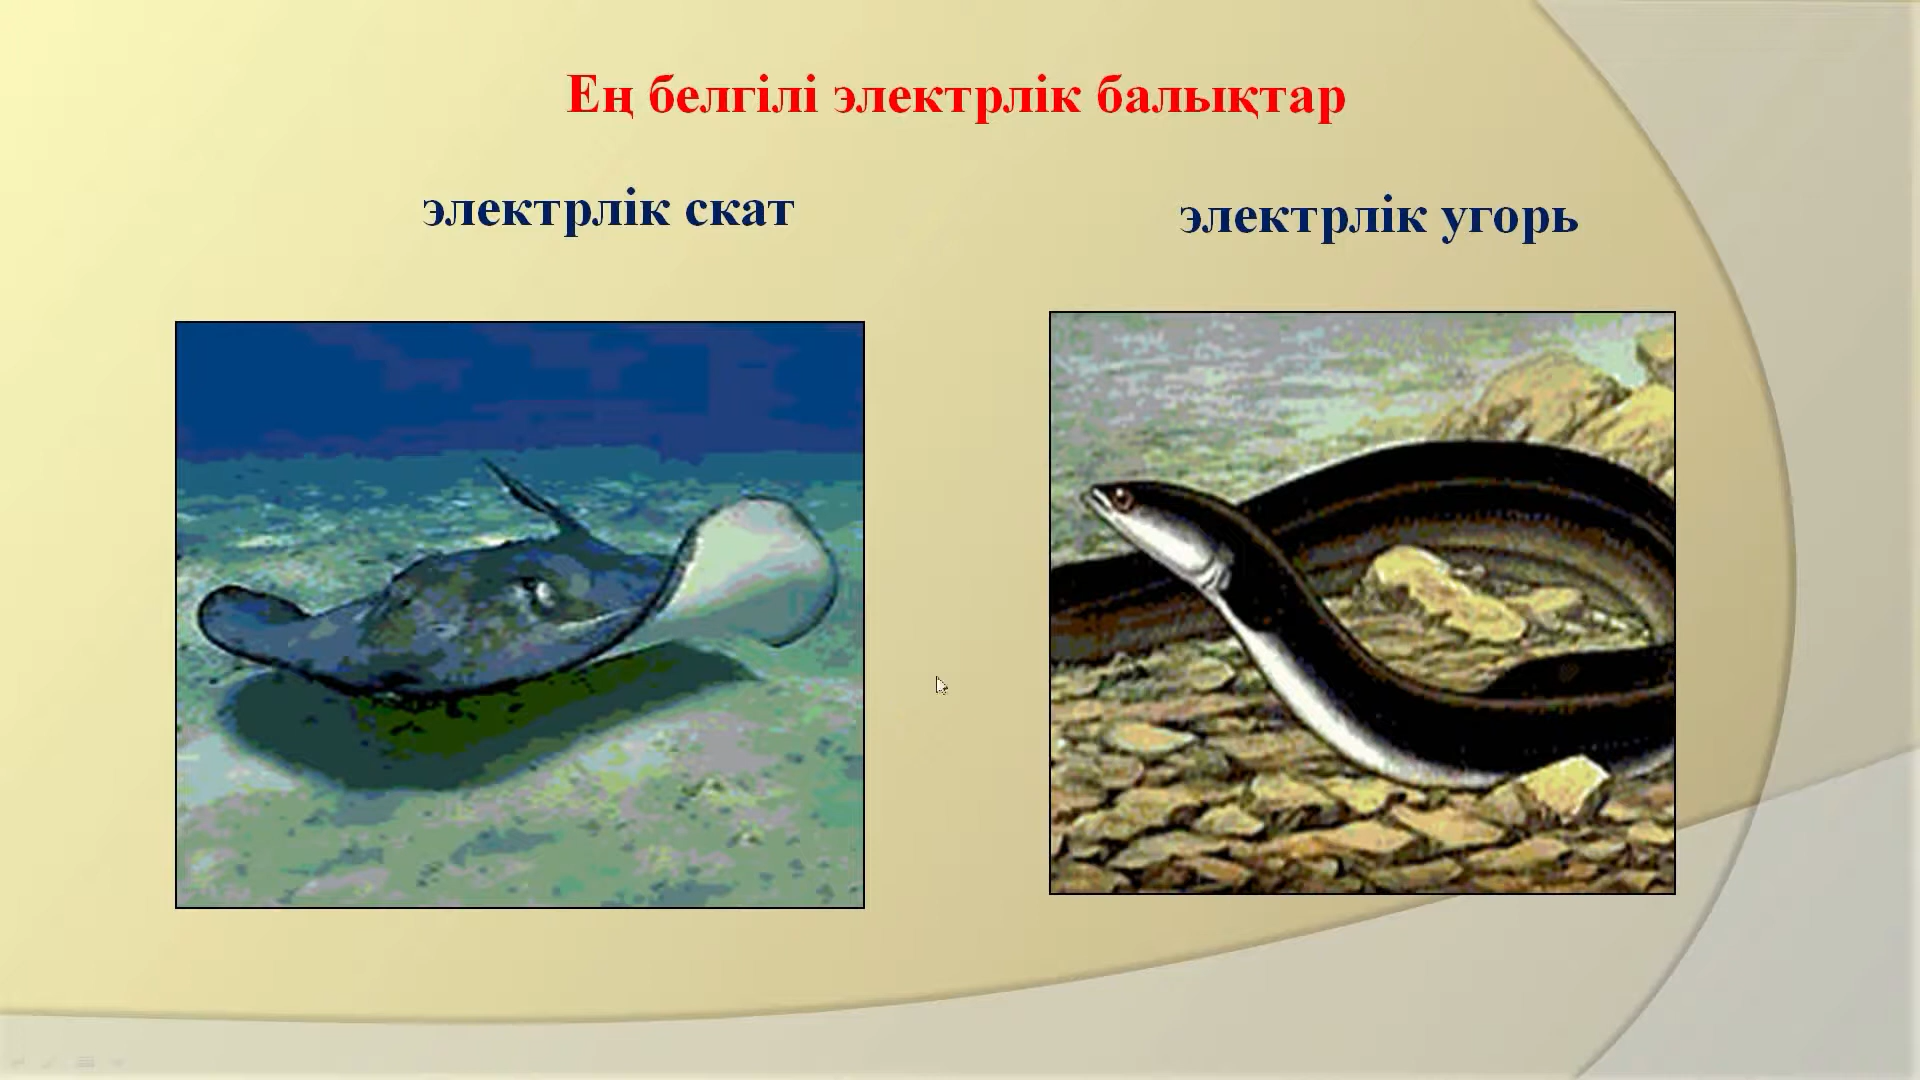 Ең белгілі электрлік балықтар
электрлік скат
электрлік угорь